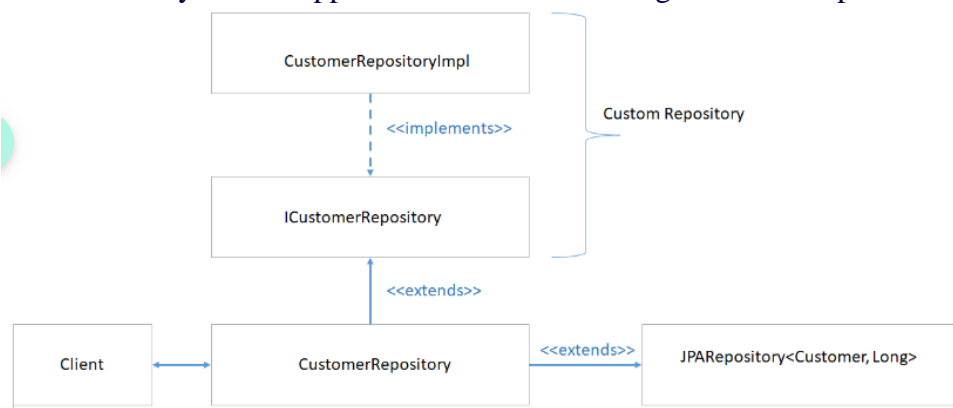 CustomerRepositoryImpl
<<implements>>
Custom Repository
ICustomerRepository
<<extends>>
Client
CustomerRepository
<<extends>>
JPARepository<Customer, Long>